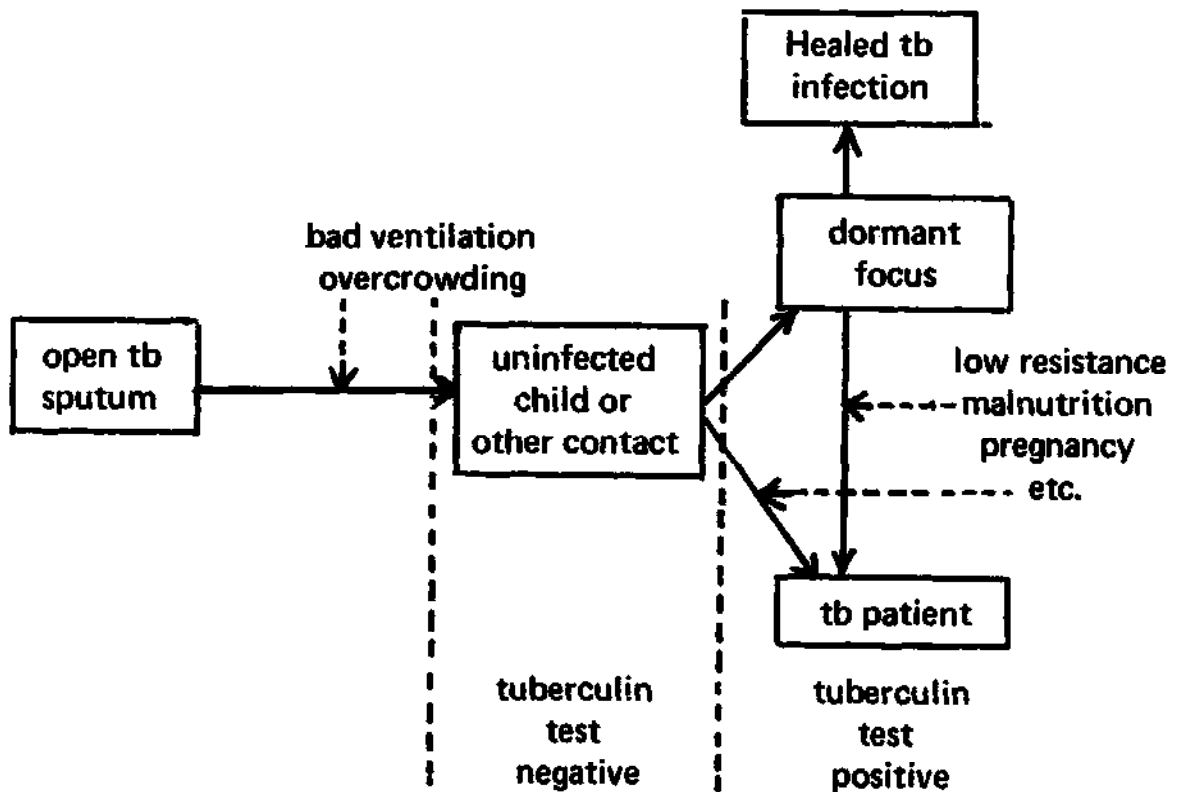 Healed tb
infection
dormant
focus
bad ventilation
overcrowding
open tb
sputum
uninfected
child or
other contact
low resistance
malnutrition
pregnancy
etc.
tb patient
tuberculin
test
negative
tuberculin
test
positive